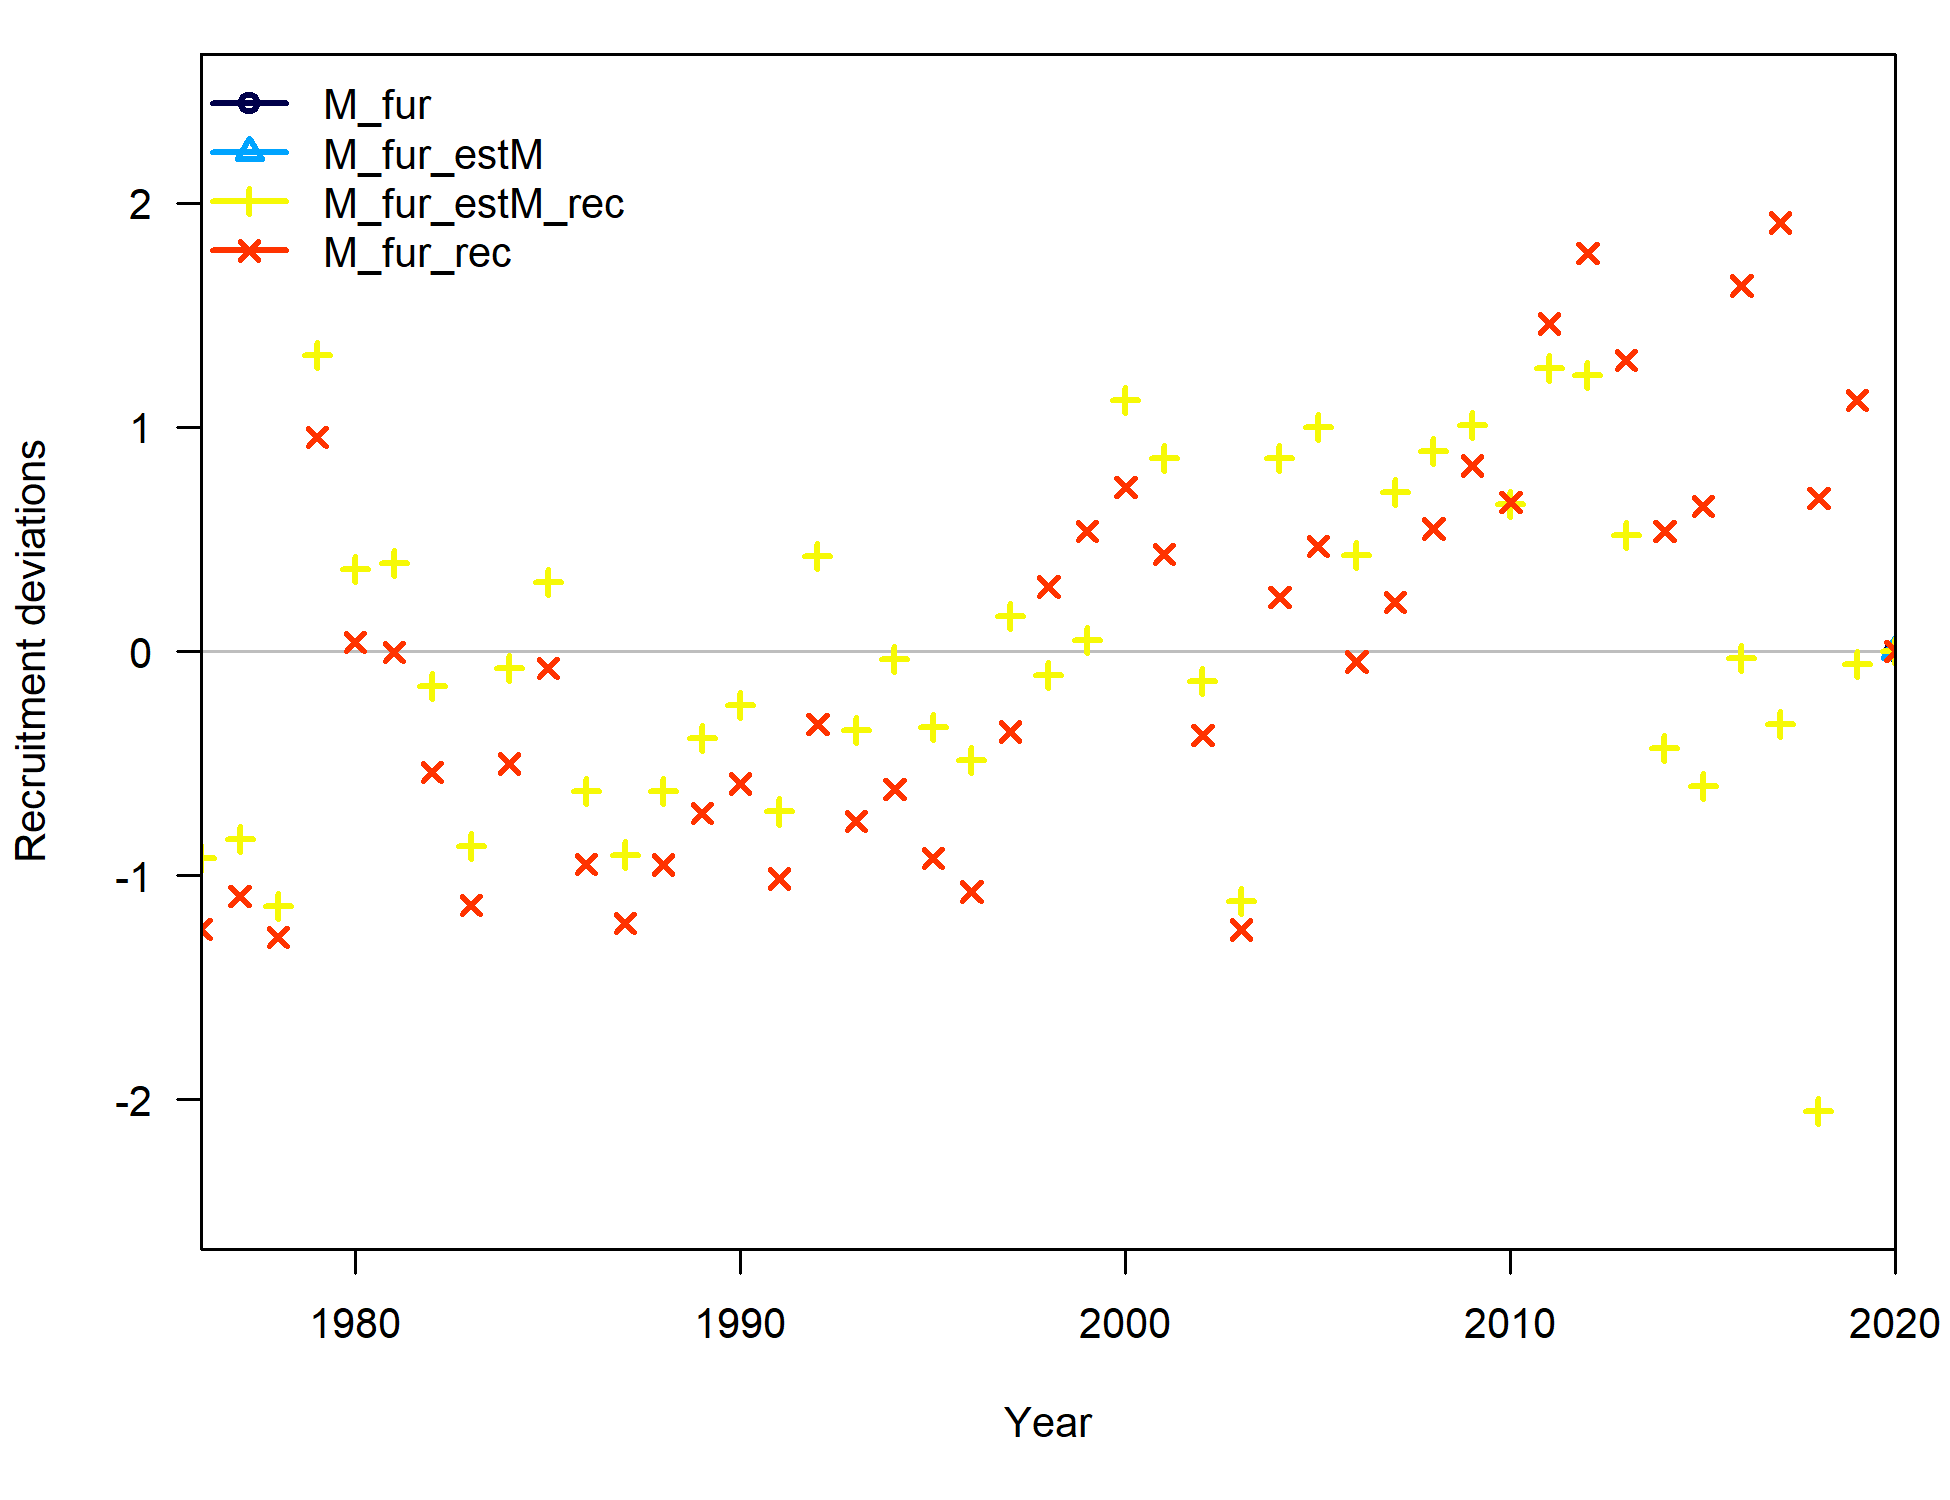 M_fur
M_fur_estM
M_fur_estM_rec
M_fur_rec
2
1
0
-1
-2
Recruitment deviations
1980 1990 2000 2010 2020
Year